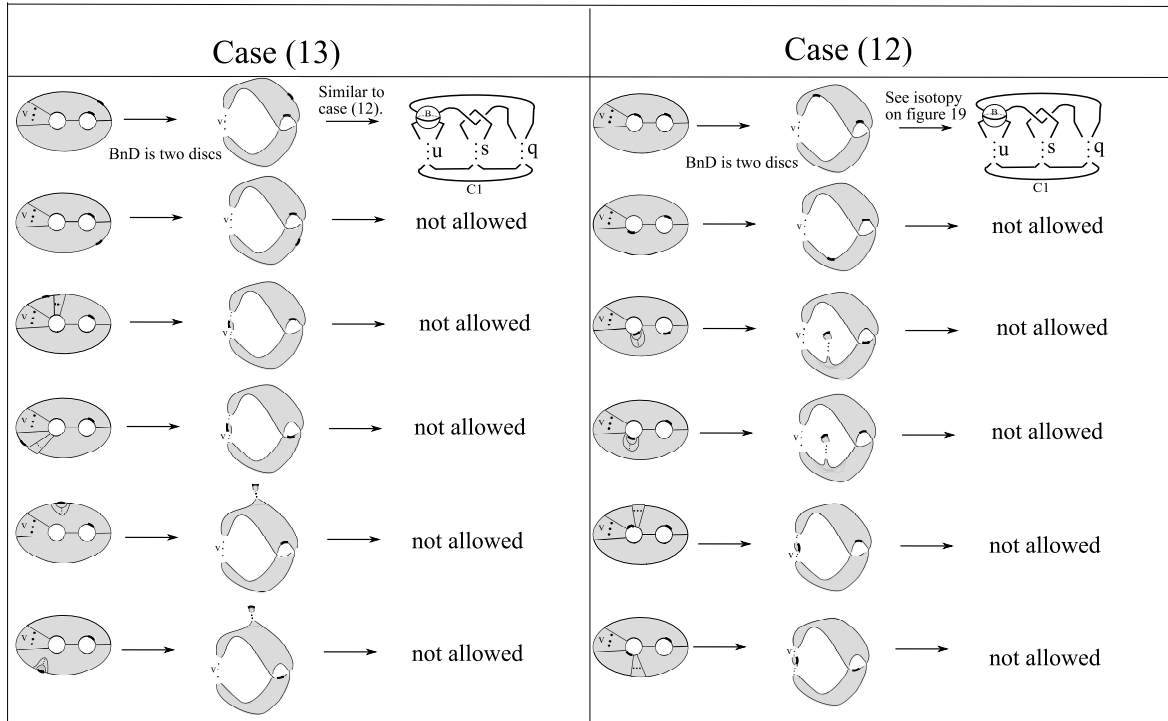 Case (13)
Case (12)
v
v
Similar to
case (12).
B
u s q
C1
BnD is two discs
v
v
See isotopy
on figure 19
B
u s q
C1
BnD is two discs
v
v
not allowed
v
v
not allowed
v
v
not allowed
v
v
not allowed
v
v
not allowed
v
v
not allowed
v
v
not allowed
v
v
not allowed
v
v
not allowed
v
v
not allowed